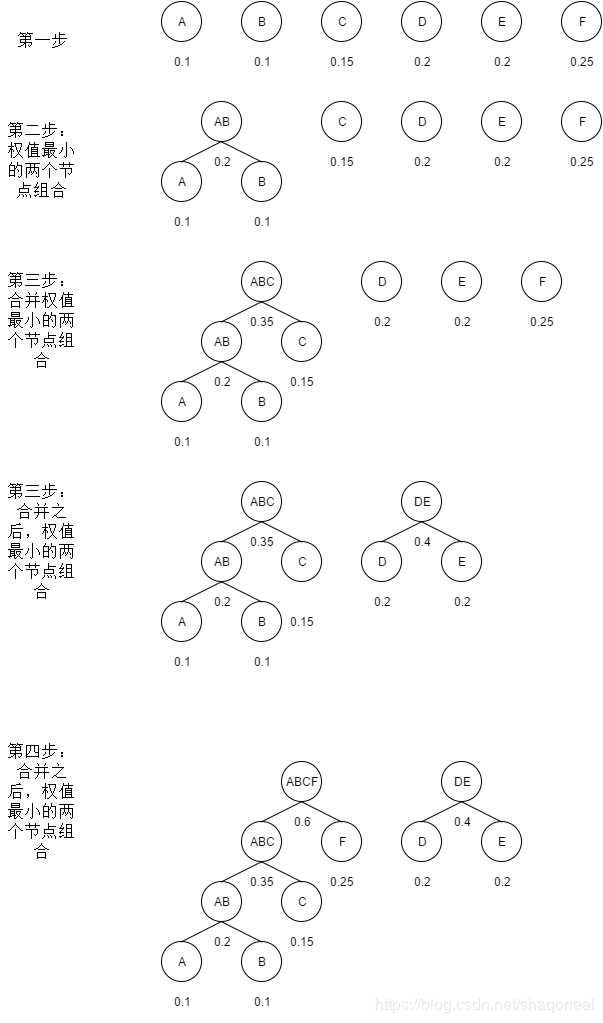 A B C D E F
第一步
0.1 0.1 0.15 0.2 0.2 0.25
AB C D E F
第二步：
权值最小
的两个节
点组合
0.2 0.15 0.2 0.2 0.25
A B
0.1 0.1
第三步：
合并权值
最小的两
个节点组
合
ABC D E F
0.35 0.2 0.2 0.25
AB C
0.2 0.15
A B
0.1 0.1
第三步：
合并之
后，权值
最小的两
个节点组
合
ABC DE
0.35 0.4
AB C D E
0.2 0.2 0.2
A B 0.15
0.1 0.1
第四步：
合并之
后，权值
最小的两
个节点组
合
ABCF DE
0.6 0.4
ABC F D E
0.35 0.25 0.2 0.2
AB C
0.2 0.15
A B
0.1 0.1
https://blog.csdn.net/shaqoneal